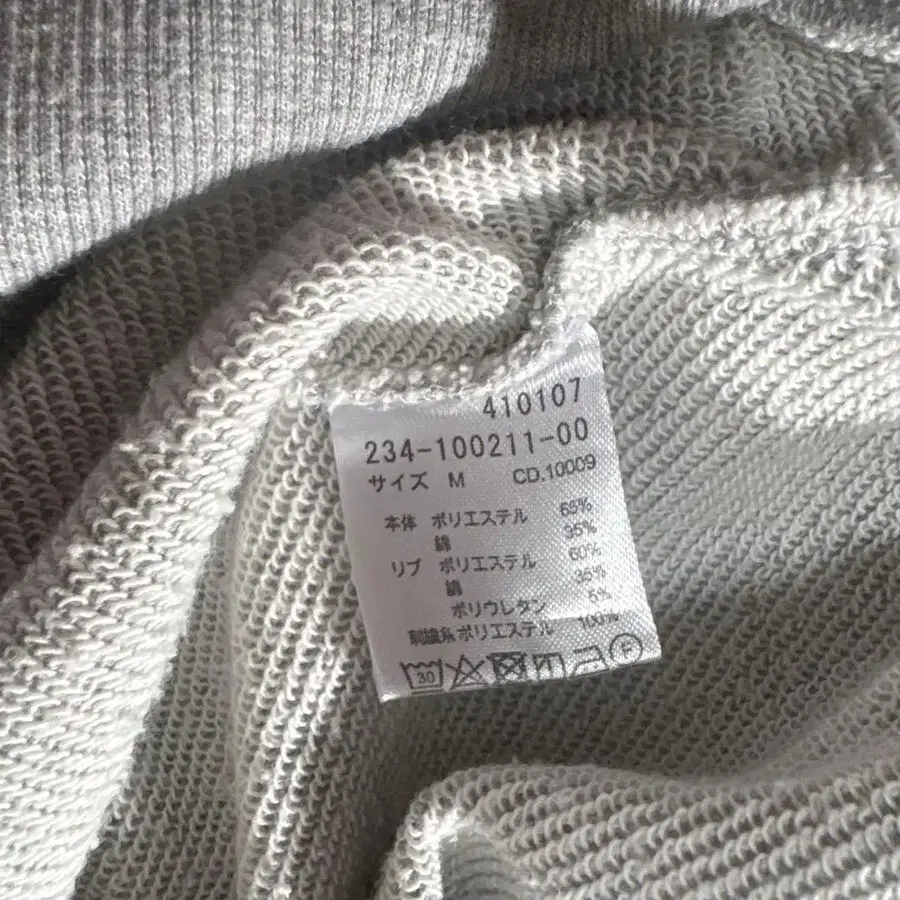 410107
234-100211-00
サイズ M CD.10009
本体 ポリエステル 65%
綿 35%
リブ ポリエステル 60%
綿 35%
ポリウレタン 5%
刺繍糸ポリエステル 100%
30 F